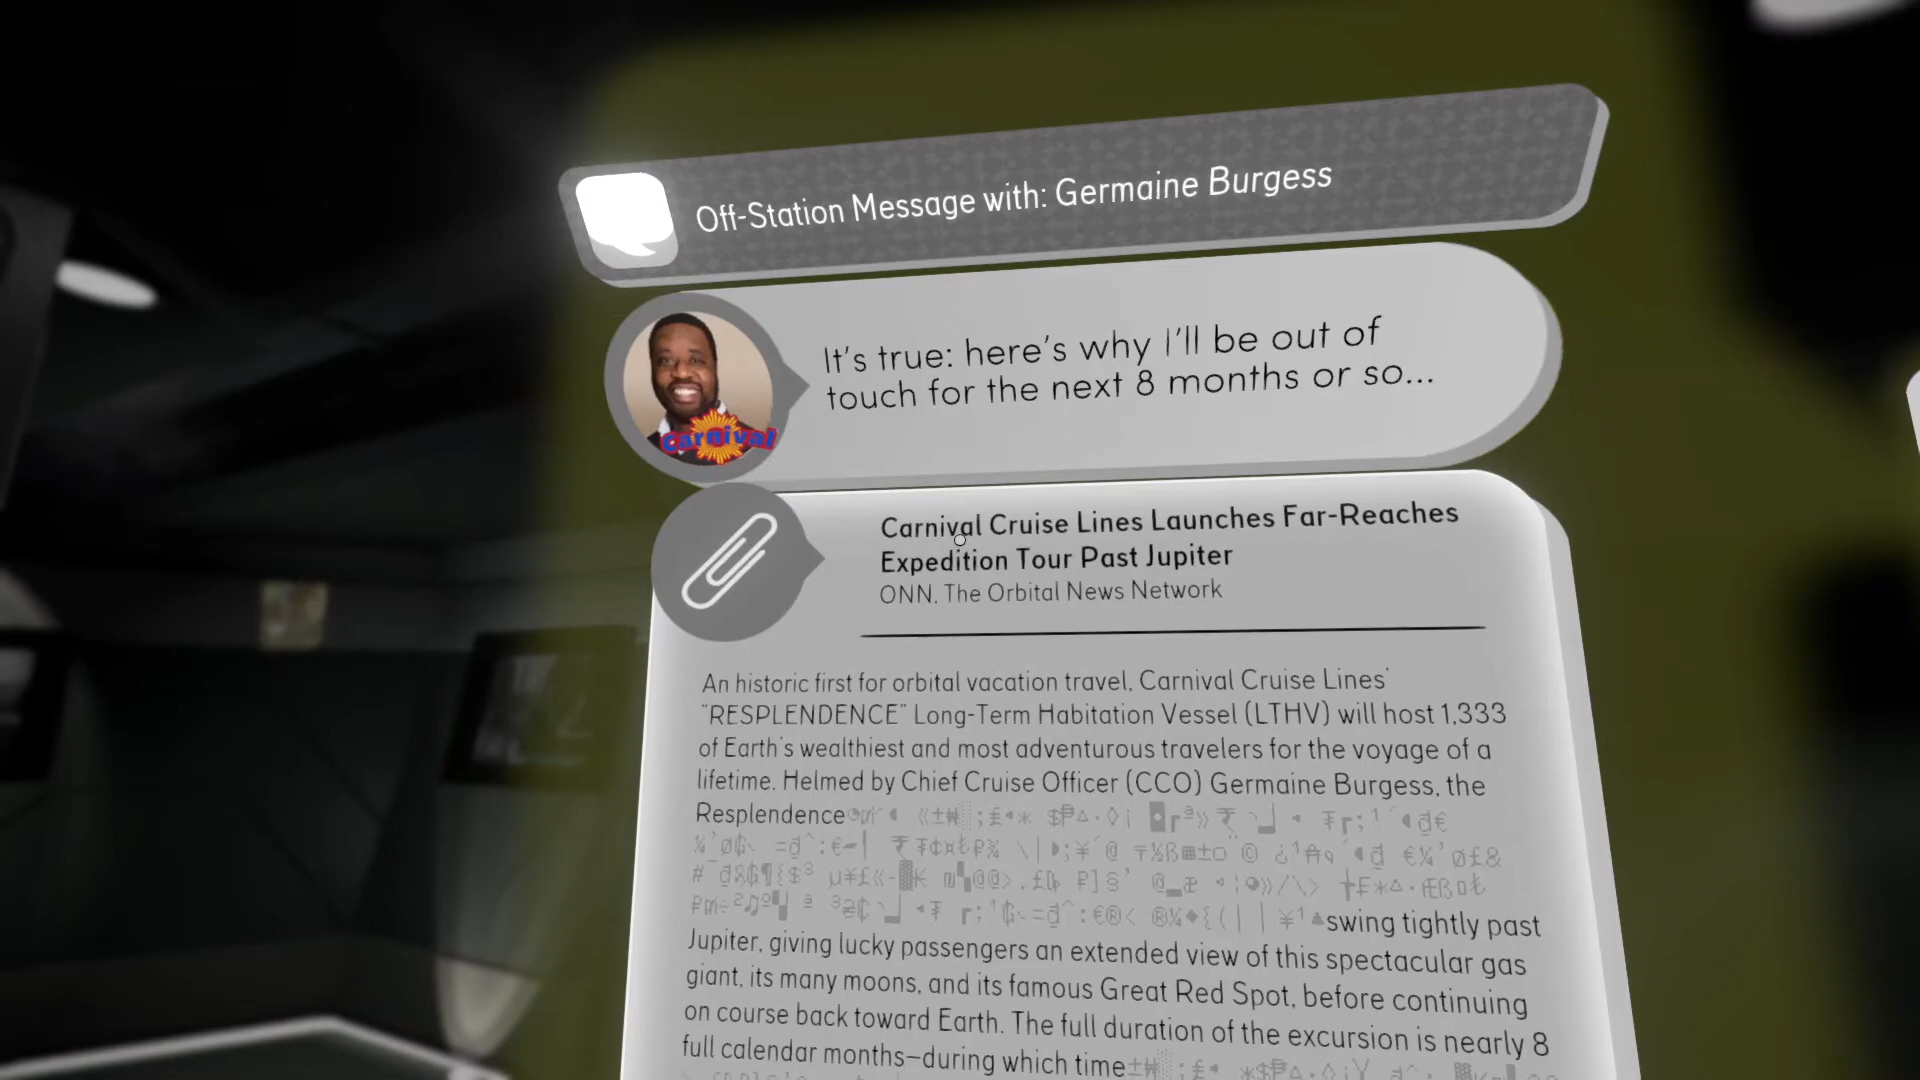 Off-Station Message with: Germaine Burgess
It's true: here's why I'll be out of
touch for the next 8 months or so...
Carnival
Carnival Cruise Lines Launches Far-Reaches
Expedition Tour Past Jupiter
ONN, The Orbital News Network
An historic first for orbital vacation travel, Carnival Cruise Lines'
"RESPLENDENCE" Long-Term Habitation Vessel (LTHV) will host 1,333
of Earth's wealthiest and most adventurous travelers for the voyage of a
lifetime. Helmed by Chief Cruise Officer (CCO) Germaine Burgess, the
Resplendence
swing tightly past
Jupiter, giving lucky passengers an extended view of this spectacular gas
giant, its many moons, and its famous Great Red Spot, before continuing
on course back toward Earth. The full duration of the excursion is nearly 8
full calendar months—during which time